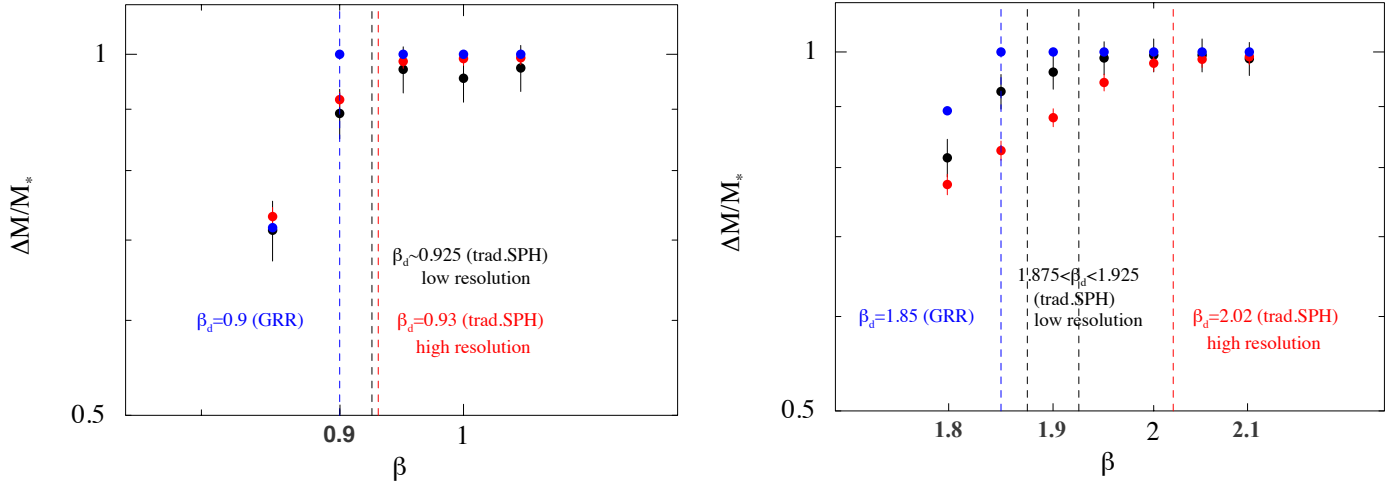 1
ΔM/M*
β_d~0.925 (trad.SPH)
low resolution
β_d=0.9 (GRR)
β_d=0.93 (trad.SPH)
high resolution
0.5
0.9
1
β
1
ΔM/M*
1.875<β_d<1.925
(trad.SPH)
low resolution
β_d=1.85 (GRR)
β_d=2.02 (trad.SPH)
high resolution
0.5
1.8
1.9
2
2.1
β